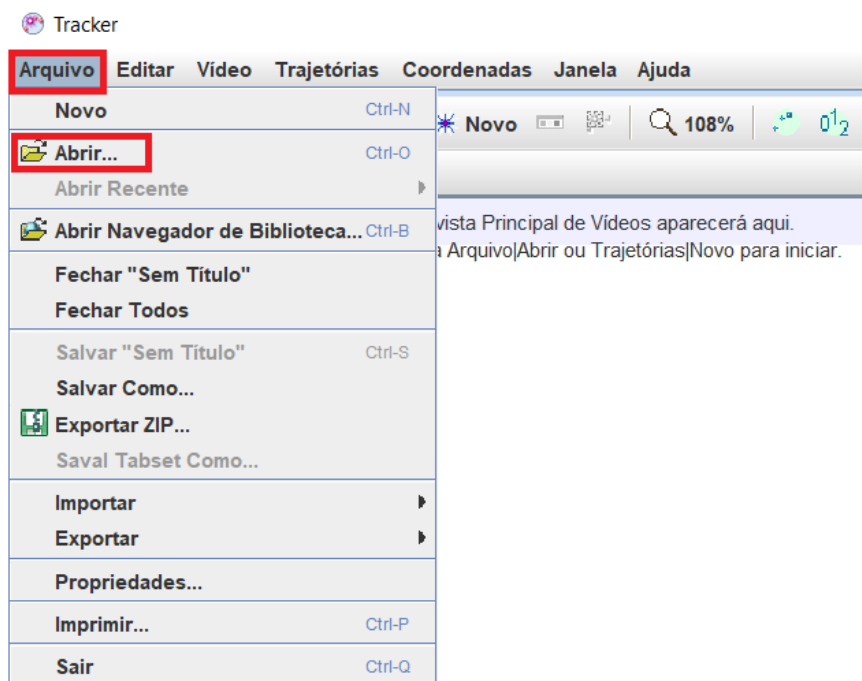 Tracker
Arquivo Editar Vídeo Trajetórias Coordenadas Janela Ajuda
Novo Ctrl-N
Novo 108%
Abrir... Ctrl-O
Abrir Recente
vista Principal de Vídeos aparecerá aqui.
Abrir Navegador de Biblioteca... Ctrl-B
Arquivo|Abrir ou Trajetórias|Novo para iniciar.
Fechar "Sem Título"
Fechar Todos
Salvar "Sem Título" Ctrl-S
Salvar Como...
Exportar ZIP...
Saval Tabset Como...
Importar
Exportar
Propriedades...
Imprimir... Ctrl-P
Sair Ctrl-Q